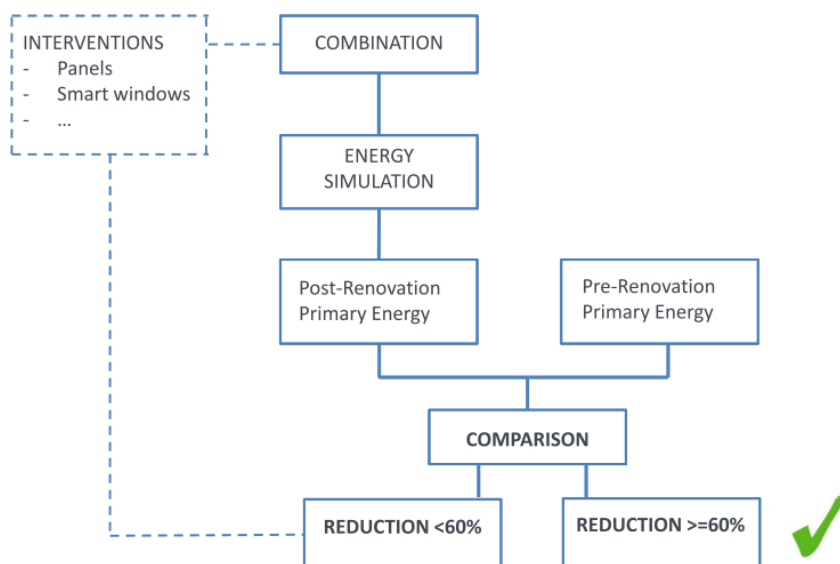 INTERVENTIONS
- Panels
- Smart windows
- ...
COMBINATION
ENERGY
SIMULATION
Post-Renovation
Primary Energy
Pre-Renovation
Primary Energy
COMPARISON
REDUCTION <60%
REDUCTION >=60%